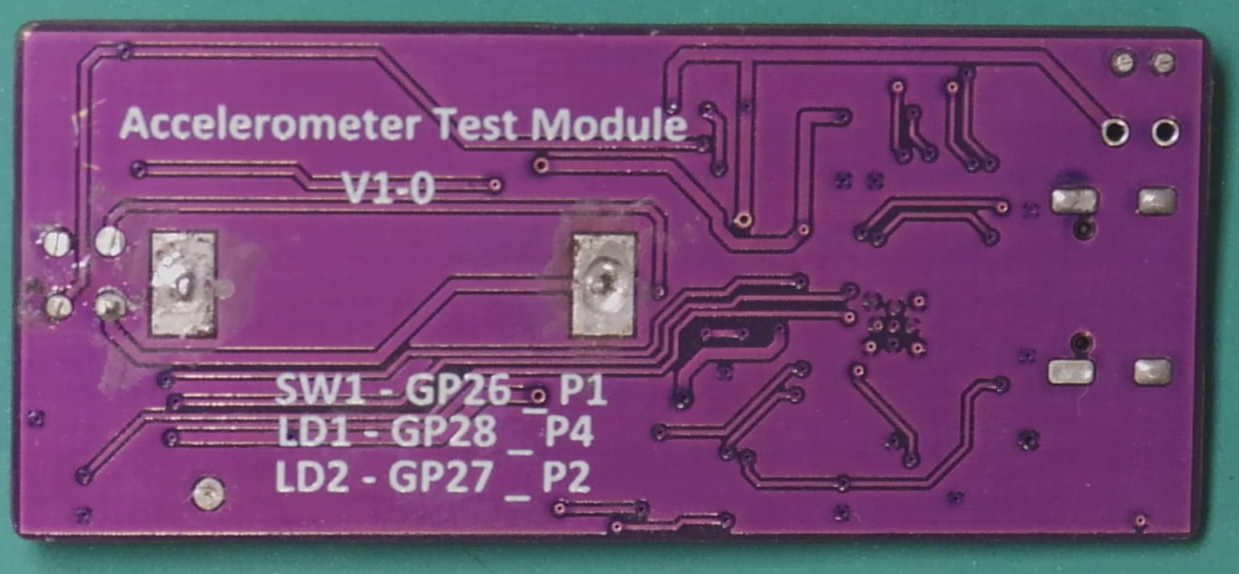 Accelerometer Test Module
V1-0
SW1 - GP26 _ P1
LD1 - GP28 _ P4
LD2 - GP27 _ P2